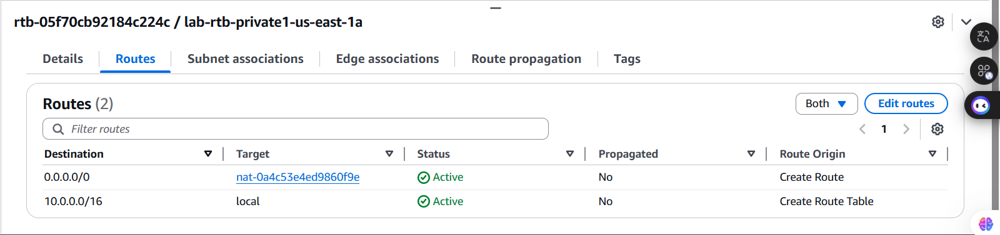 rtb-05f70cb92184c224c / lab-rtb-private1-us-east-1a
Details Routes Subnet associations Edge associations Route propagation Tags
Routes (2)
Both Edit routes
Filter routes
1
Destination Target Status Propagated Route Origin
0.0.0.0/0 nat-0a4c53e4ed9860f9e Active No Create Route
10.0.0.0/16 local Active No Create Route Table